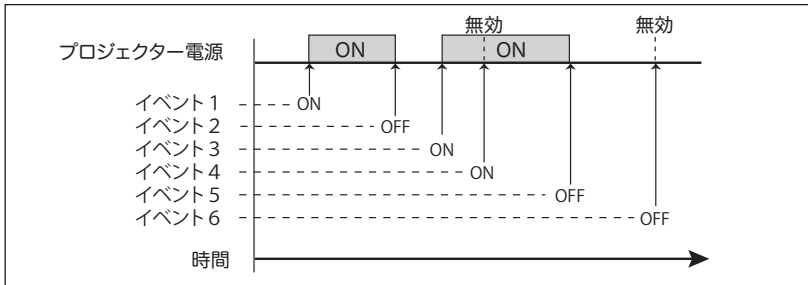 無効 無効
プロジェクター電源 ON ON
イベント1 ON
イベント2 OFF
イベント3 ON
イベント4 ON
イベント5 OFF
イベント6 OFF
時間